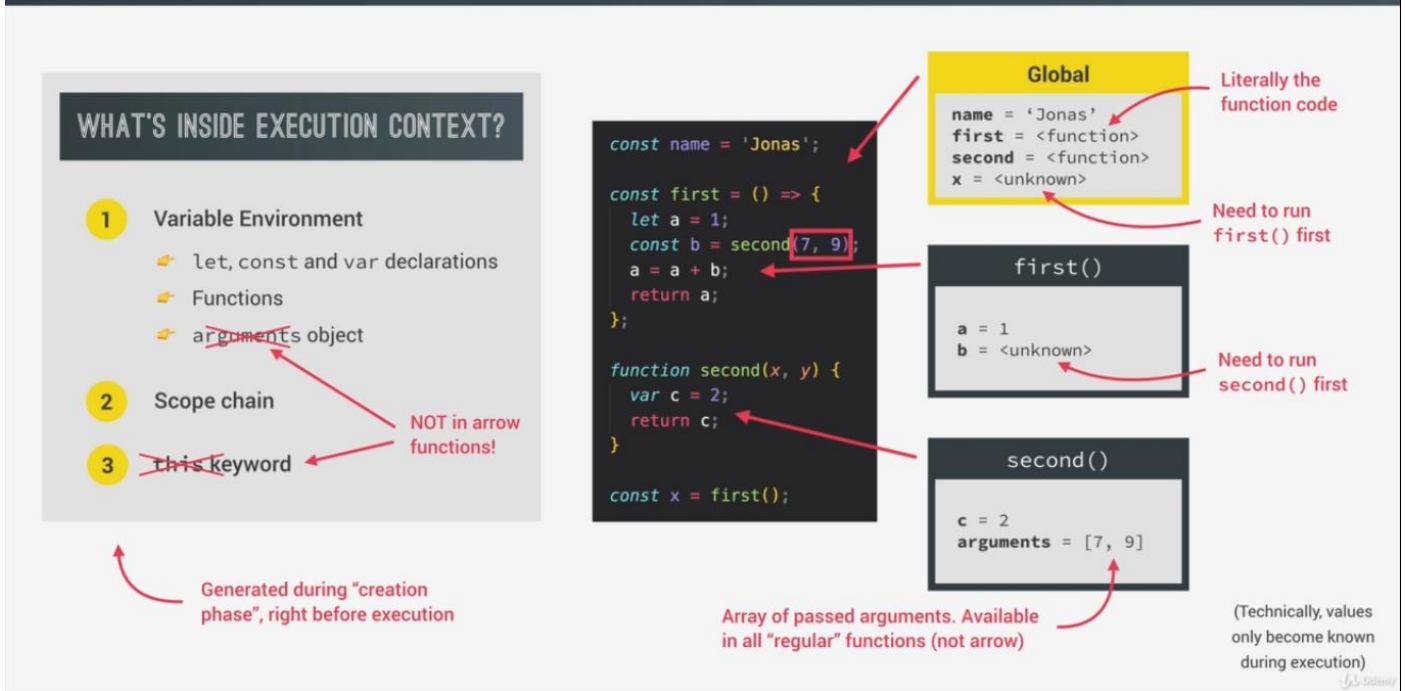 WHAT'S INSIDE EXECUTION CONTEXT?
1 Variable Environment
let, const and var declarations
Functions
arguments object
2 Scope chain
3 this keyword
NOT in arrow
functions!
Generated during “creation
phase”, right before execution
const name = 'Jonas';
const first = () => {
let a = 1;
const b = second(7, 9);
a = a + b;
return a;
};
function second(x, y) {
var c = 2;
return c;
}
const x = first();
Global
name = ‘Jonas’
first = <function>
second = <function>
x = <unknown>
Literally the
function code
Need to run
first() first
first()
a = 1
b = <unknown>
Need to run
second() first
second()
c = 2
arguments = [7, 9]
Array of passed arguments. Available
in all “regular” functions (not arrow)
(Technically, values
only become known
during execution)
Udemy